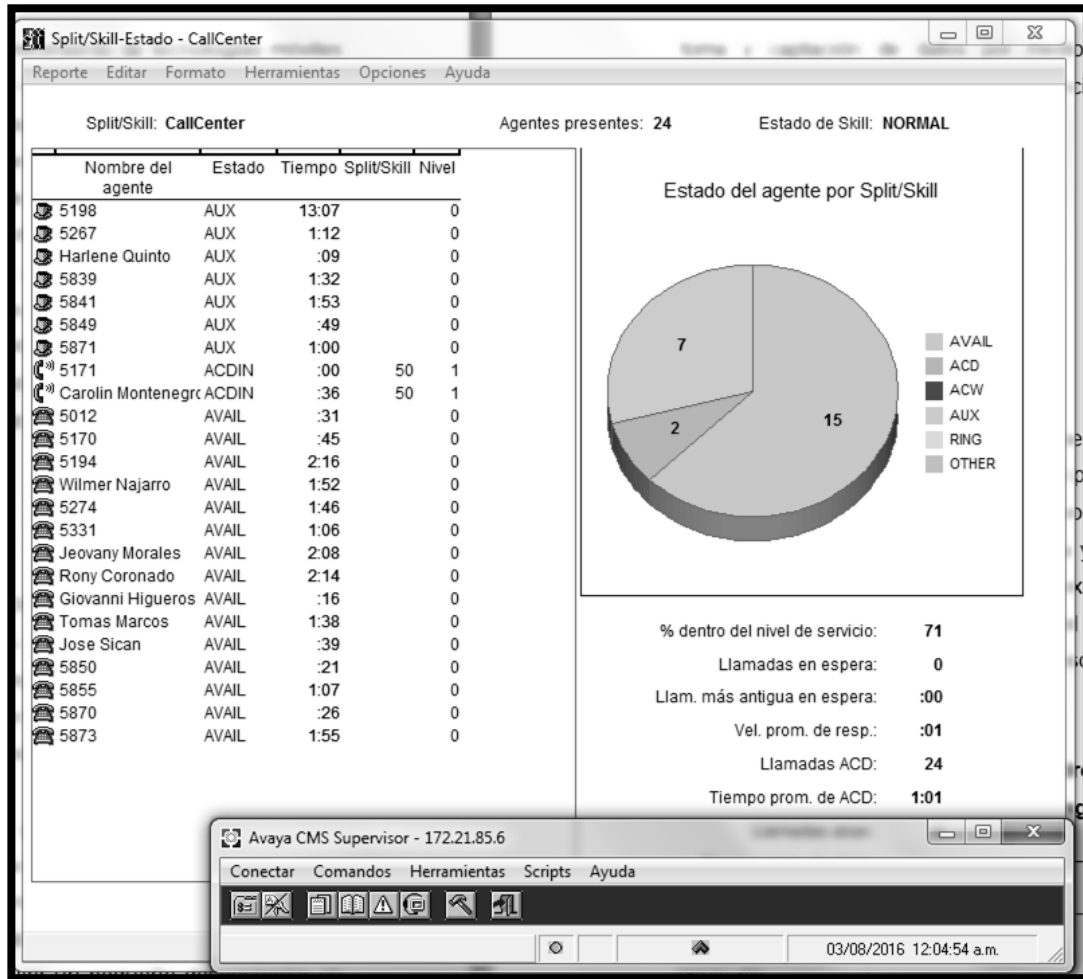 Split/Skill-Estado - CallCenter
Reporte Editar Formato Herramientas Opciones Ayuda
Split/Skill: CallCenter Agentes presentes: 24 Estado de Skill: NORMAL
Nombre del agente Estado Tiempo Split/Skill Nivel
5198 AUX 13:07 0
5267 AUX 1:12 0
Harlene Quinto AUX :09 0
5839 AUX 1:32 0
5841 AUX 1:53 0
5849 AUX :49 0
5871 AUX 1:00 0
5171 ACDIN :00 50 1
Carolin Montenegro ACDIN :36 50 1
5012 AVAIL :31 0
5170 AVAIL :45 0
5194 AVAIL 2:16 0
Wilmer Najarro AVAIL 1:52 0
5274 AVAIL 1:46 0
5331 AVAIL 1:06 0
Jeovany Morales AVAIL 2:08 0
Rony Coronado AVAIL 2:14 0
Giovanni Higueros AVAIL :16 0
Tomas Marcos AVAIL 1:38 0
Jose Sican AVAIL :39 0
5850 AVAIL :21 0
5855 AVAIL 1:07 0
5870 AVAIL :26 0
5873 AVAIL 1:55 0
Estado del agente por Split/Skill
7
2
15
AVAIL
ACD
ACW
AUX
RING
OTHER
% dentro del nivel de servicio: 71
Llamadas en espera: 0
Llam. más antigua en espera: :00
Vel. prom. de resp.: :01
Llamadas ACD: 24
Tiempo prom. de ACD: 1:01
Avaya CMS Supervisor - 172.21.85.6
Conectar Comandos Herramientas Scripts Ayuda
03/08/2016 12:04:54 a.m.